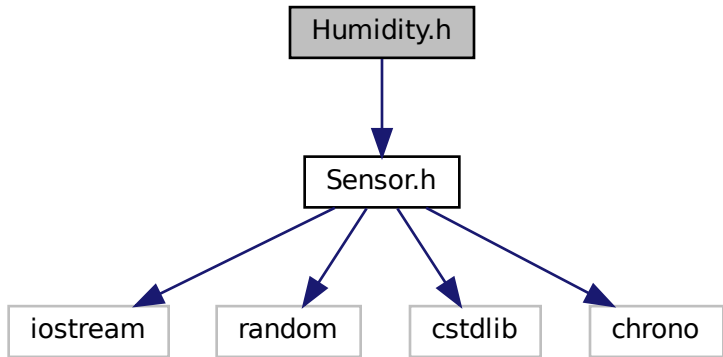 Humidity.h
Sensor.h
iostream
random
cstdlib
chrono